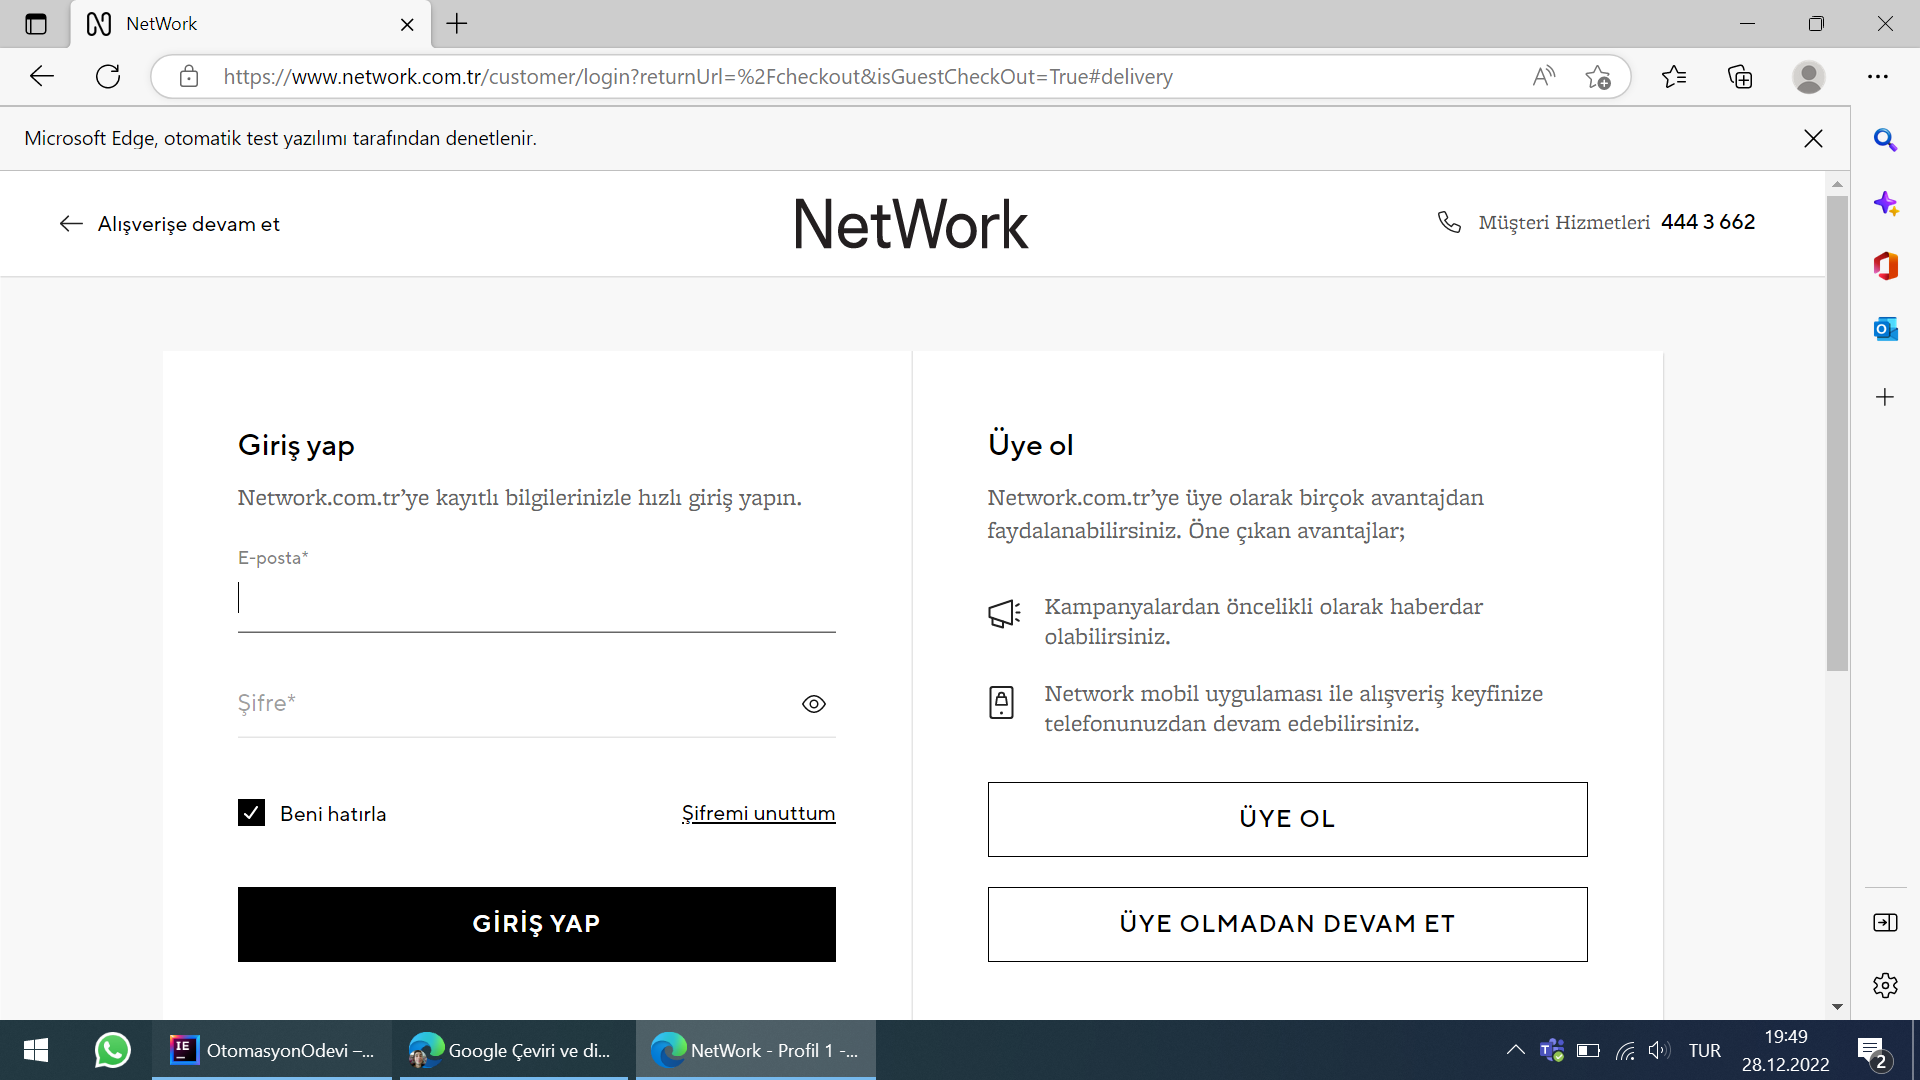 NetWork
https://www.network.com.tr/customer/login?returnUrl=%2Fcheckout&isGuestCheckOut=True#delivery
Microsoft Edge, otomatik test yazılımı tarafından denetlenir.
Alışverişe devam et
NetWork
Müşteri Hizmetleri 444 3 662
Giriş yap
Network.com.tr’ye kayıtlı bilgilerinizle hızlı giriş yapın.
E-posta*
Şifre*
Beni hatırla
Şifremi unuttum
GİRİŞ YAP
Üye ol
Network.com.tr’ye üye olarak birçok avantajdan
faydalanabilirsiniz. Öne çıkan avantajlar;
Kampanyalardan öncelikli olarak haberdar
olabilirsiniz.
Network mobil uygulaması ile alışveriş keyfinize
telefonunuzdan devam edebilirsiniz.
ÜYE OL
ÜYE OLMADAN DEVAM ET
OtomasyonOdevi –...
Google Çeviri ve di...
NetWork - Profil 1 -...
TUR
19:49
28.12.2022
2